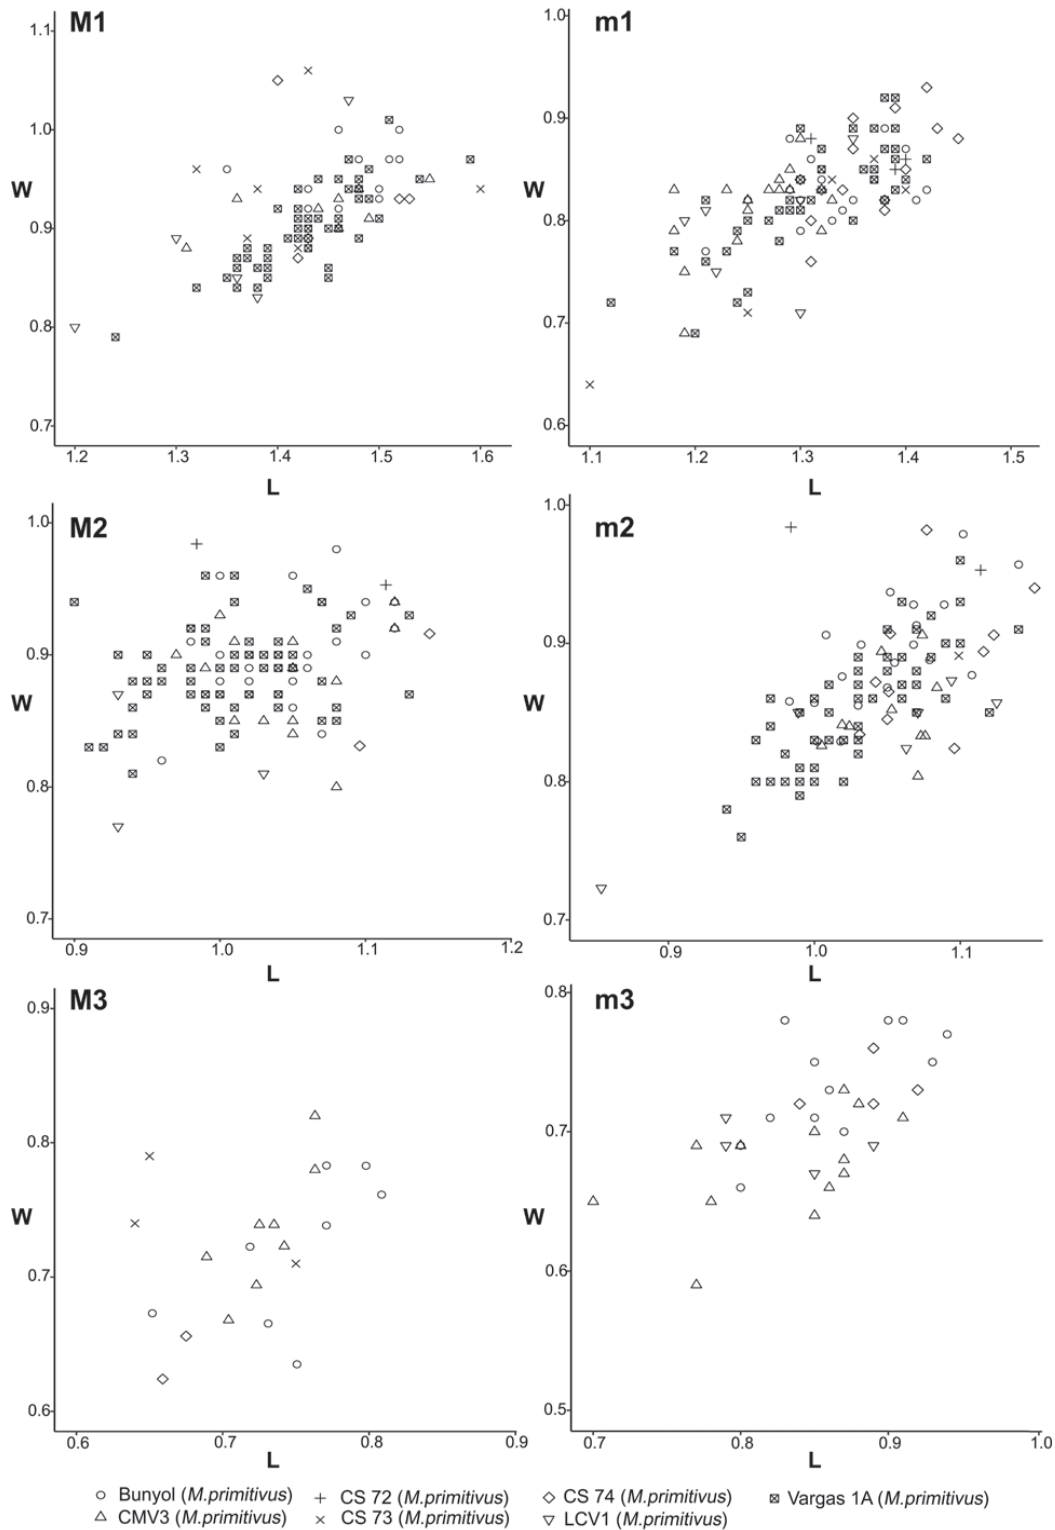 M1
1.1
1.0
W
0.9
0.8
0.7
1.2 1.3 1.4 1.5 1.6
L
m1
1.0
0.9
W
0.8
0.7
0.6
1.1 1.2 1.3 1.4 1.5
L
M2
1.0
0.9
W
0.8
0.7
0.9 1.0 1.1 1.2
L
m2
1.0
0.9
W
0.8
0.7
0.9 1.0 1.1
L
M3
0.9
0.8
W
0.7
0.6
0.6 0.7 0.8 0.9
L
m3
0.8
0.7
W
0.6
0.5
0.7 0.8 0.9 1.0
L
Bunyol (M.primitivus) CS 72 (M.primitivus) CS 74 (M.primitivus) Vargas 1A (M.primitivus)
CMV3 (M.primitivus) CS 73 (M.primitivus) LCV1 (M.primitivus)